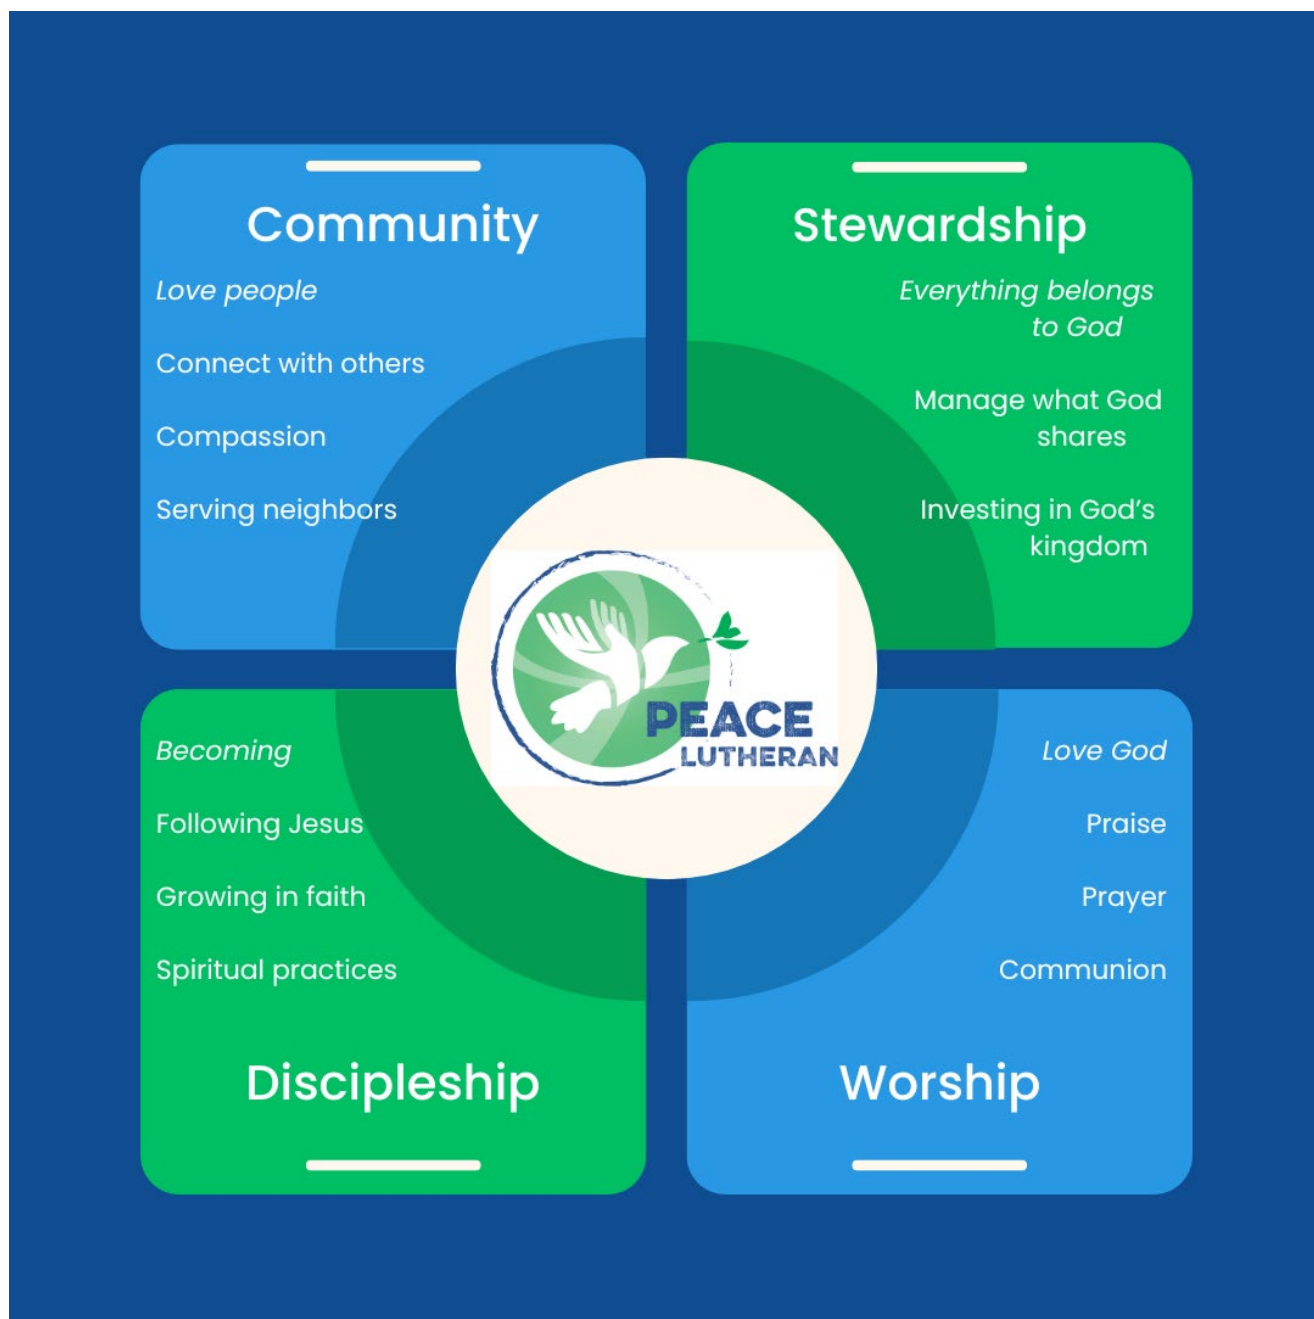 Community
Love people
Connect with others
Compassion
Serving neighbors
Stewardship
Everything belongs
to God
Manage what God
shares
Investing in God's
kingdom
PEACE
LUTHERAN
Becoming
Following Jesus
Growing in faith
Spiritual practices
Discipleship
Love God
Praise
Prayer
Communion
Worship